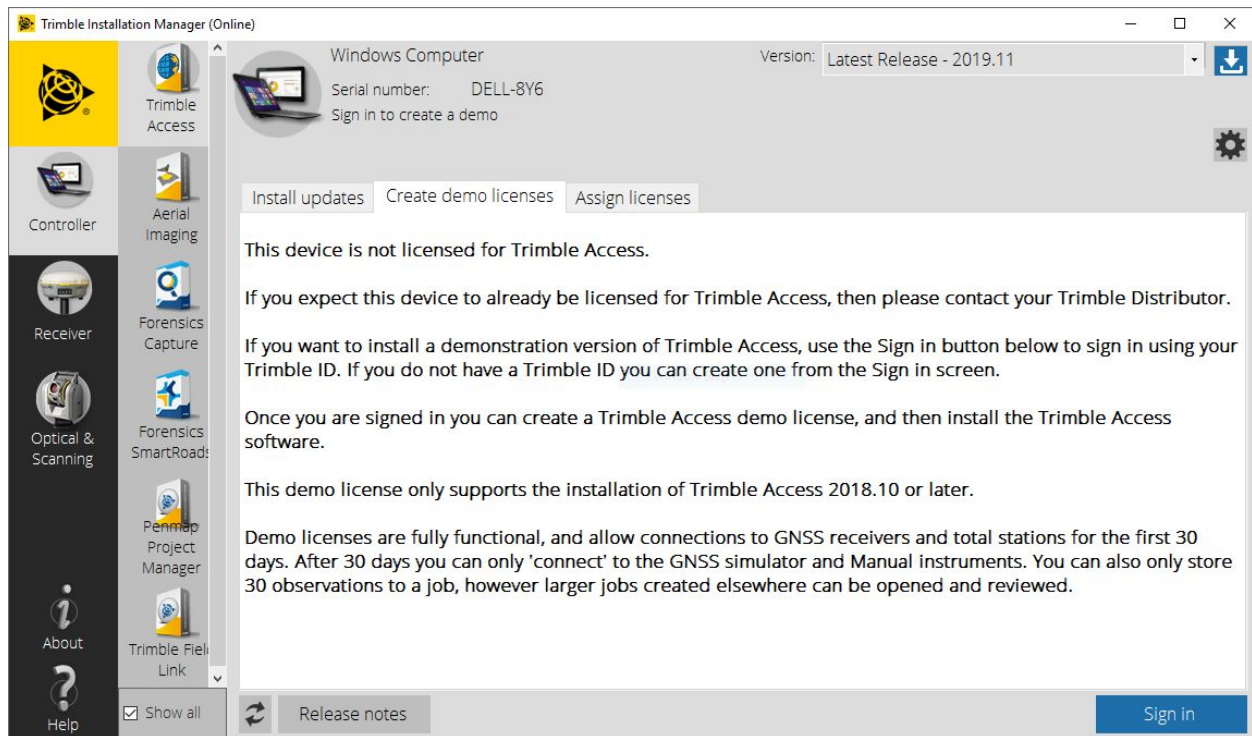 Trimble Installation Manager (Online)
Windows Computer
Serial number: DELL-8Y6
Sign in to create a demo
Version: Latest Release - 2019.11
Controller
Receiver
Optical &
Scanning
About
Help
Trimble
Access
Aerial
Imaging
Forensics
Capture
Forensics
SmartRoads
Penmap
Project
Manager
Trimble Fiel
Link
Show all
Install updates
Create demo licenses
Assign licenses
This device is not licensed for Trimble Access.
If you expect this device to already be licensed for Trimble Access, then please contact your Trimble Distributor.
If you want to install a demonstration version of Trimble Access, use the Sign in button below to sign in using your
Trimble ID. If you do not have a Trimble ID you can create one from the Sign in screen.
Once you are signed in you can create a Trimble Access demo license, and then install the Trimble Access
software.
This demo license only supports the installation of Trimble Access 2018.10 or later.
Demo licenses are fully functional, and allow connections to GNSS receivers and total stations for the first 30
days. After 30 days you can only 'connect' to the GNSS simulator and Manual instruments. You can also only store
30 observations to a job, however larger jobs created elsewhere can be opened and reviewed.
Release notes
Sign in